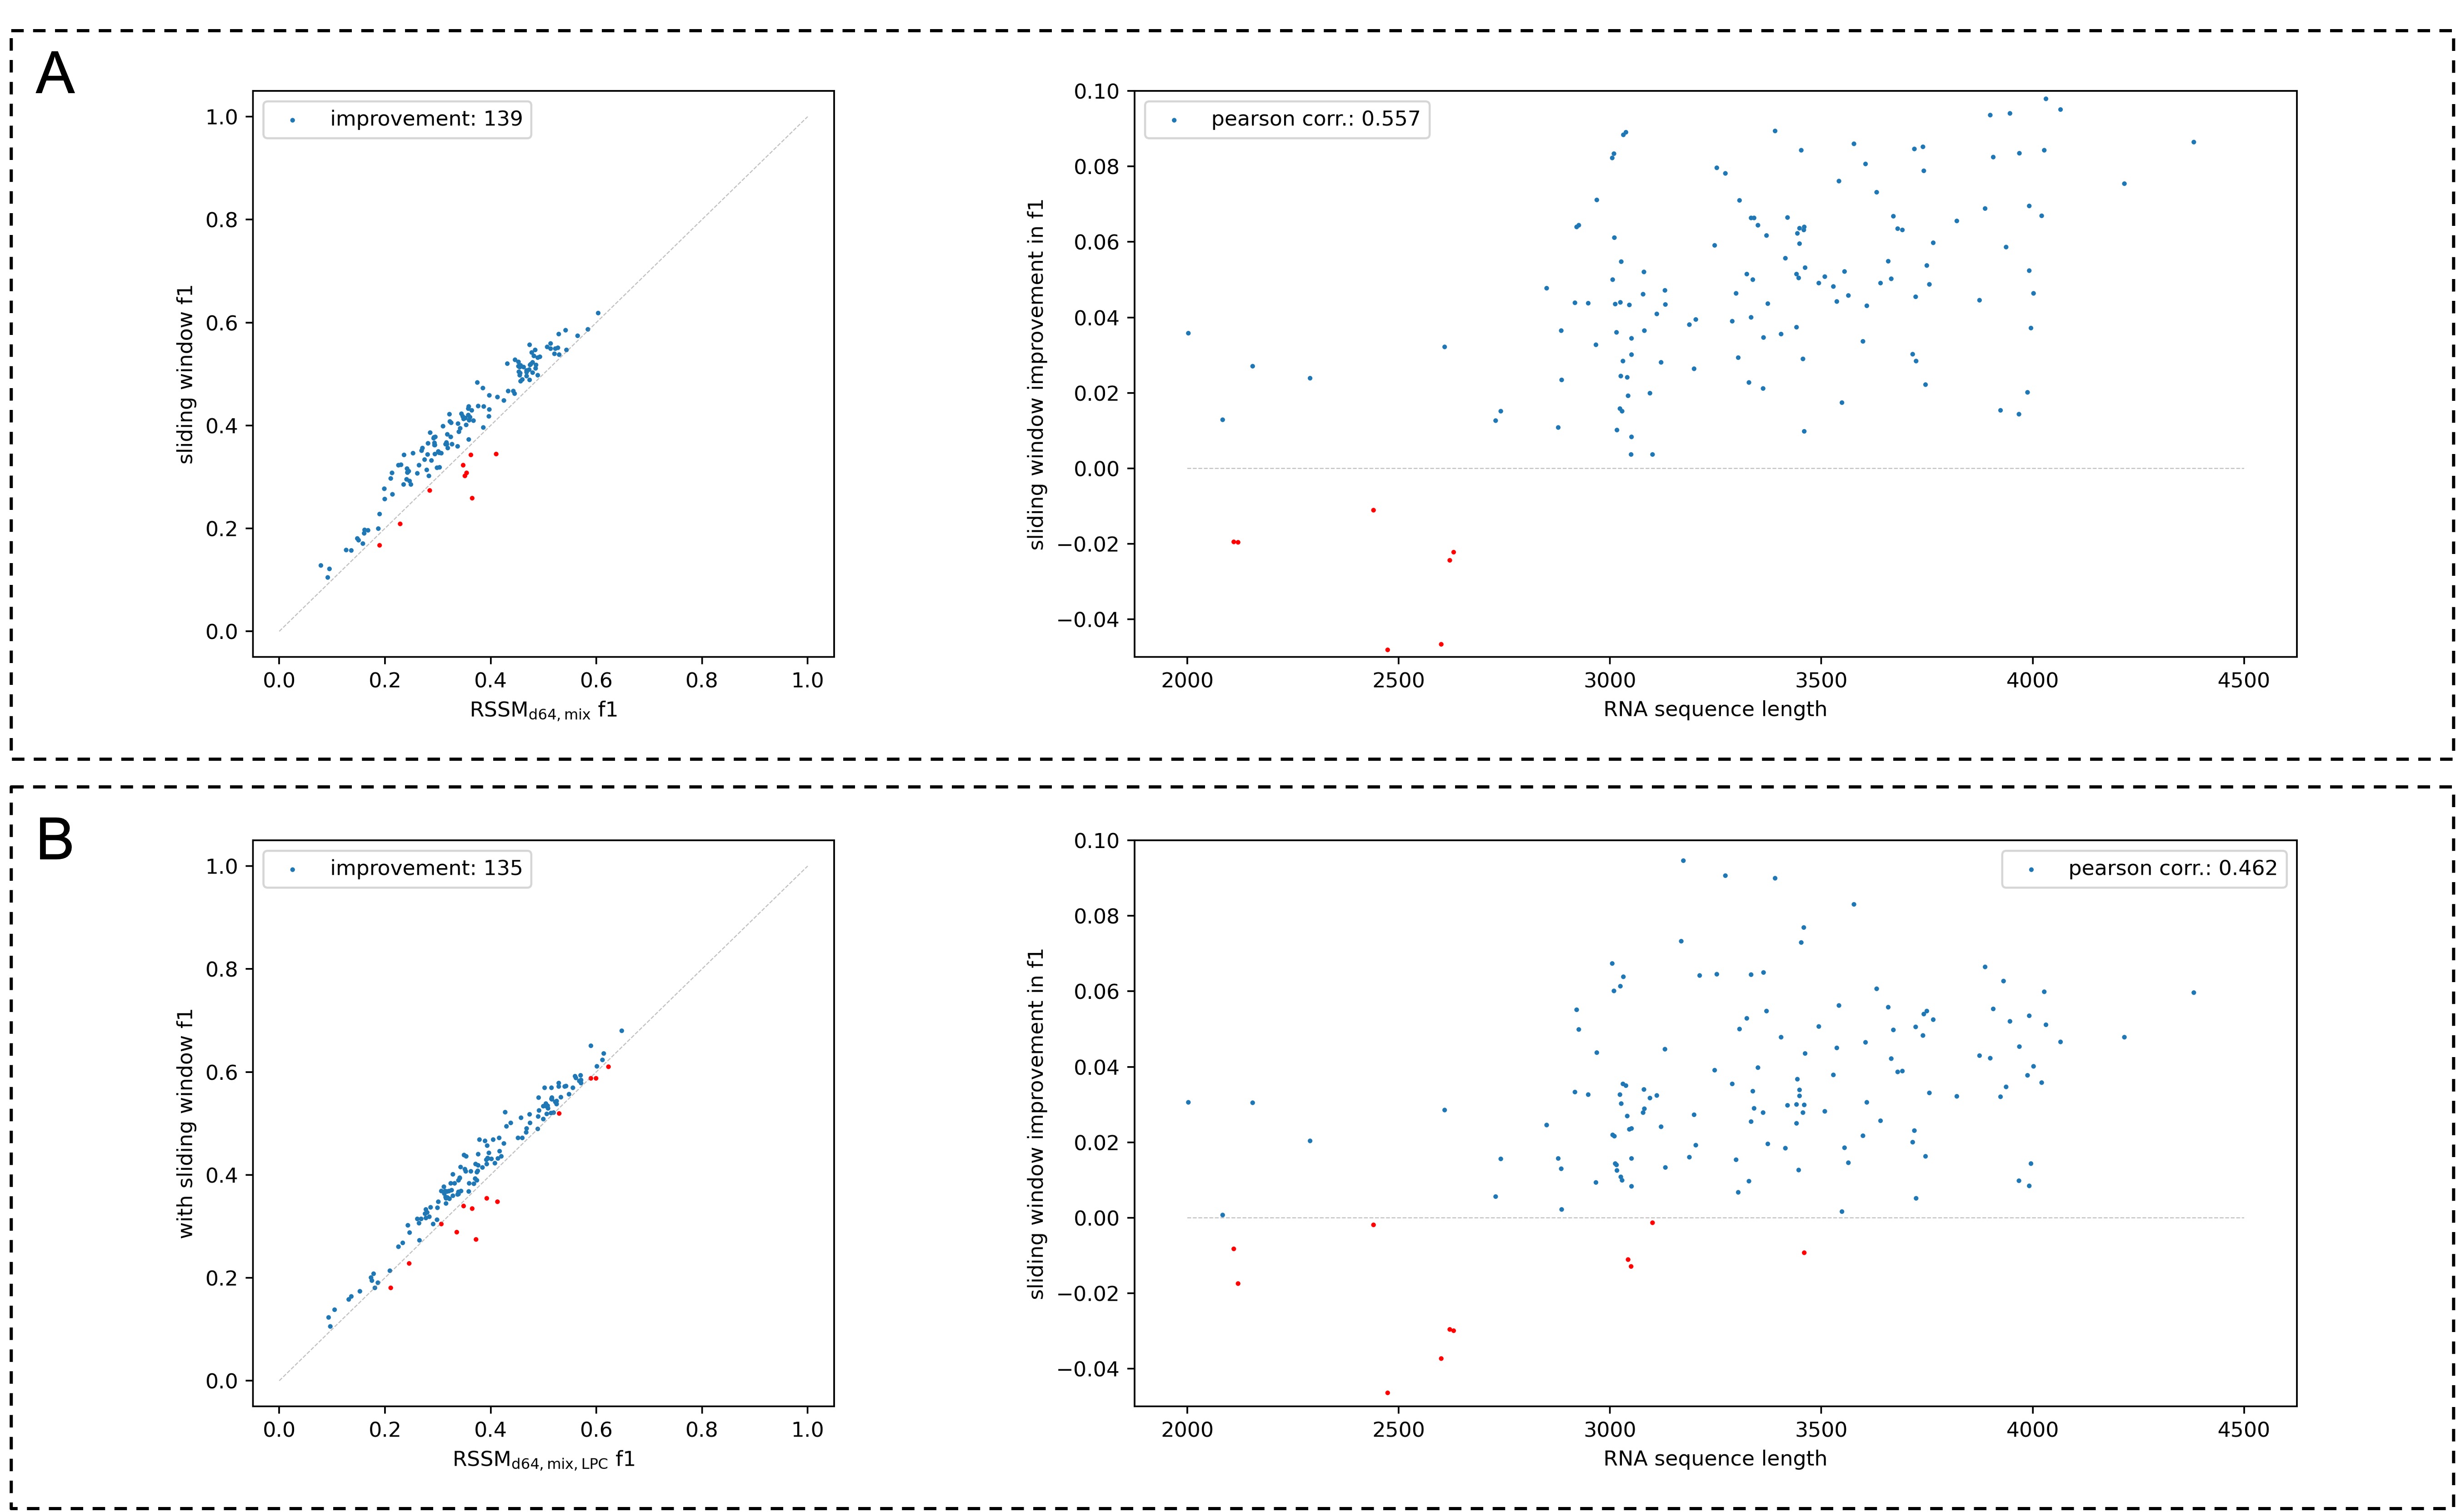 A
improvement: 139
1.0
0.8
0.6
0.4
0.2
0.0
sliding window f1
0.0 0.2 0.4 0.6 0.8 1.0
RSSMd64, mix f1
pearson corr.: 0.557
0.10
0.08
0.06
0.04
0.02
0.00
−0.02
−0.04
sliding window improvement in f1
2000 2500 3000 3500 4000 4500
RNA sequence length
B
improvement: 135
1.0
0.8
0.6
0.4
0.2
0.0
with sliding window f1
0.0 0.2 0.4 0.6 0.8 1.0
RSSMd64, mix, LPC f1
pearson corr.: 0.462
0.10
0.08
0.06
0.04
0.02
0.00
−0.02
−0.04
sliding window improvement in f1
2000 2500 3000 3500 4000 4500
RNA sequence length